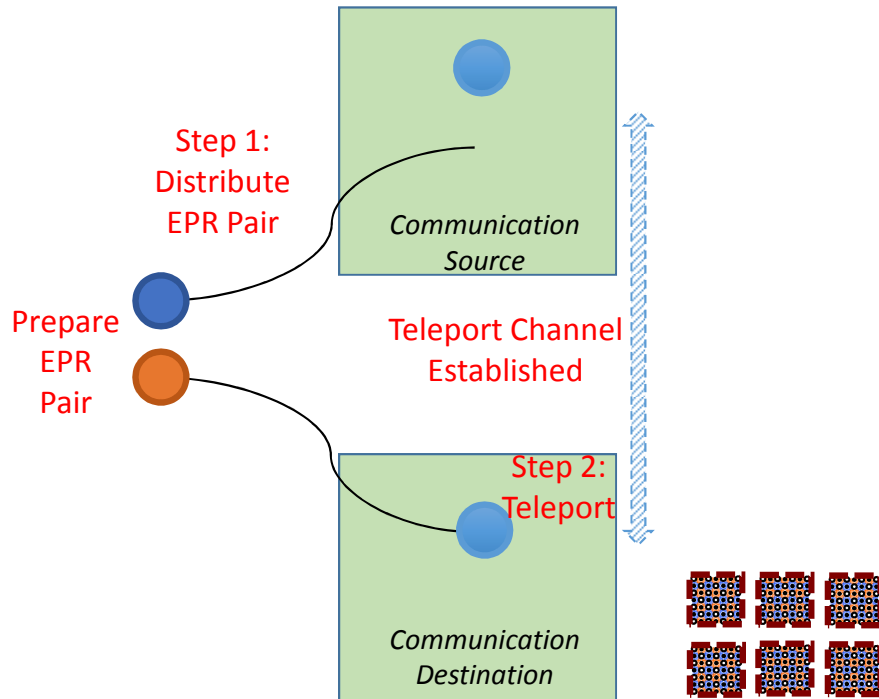 Step 1:
Distribute
EPR Pair
Communication
Source
Prepare
EPR
Pair
Teleport Channel
Established
Step 2:
Teleport
Communication
Destination